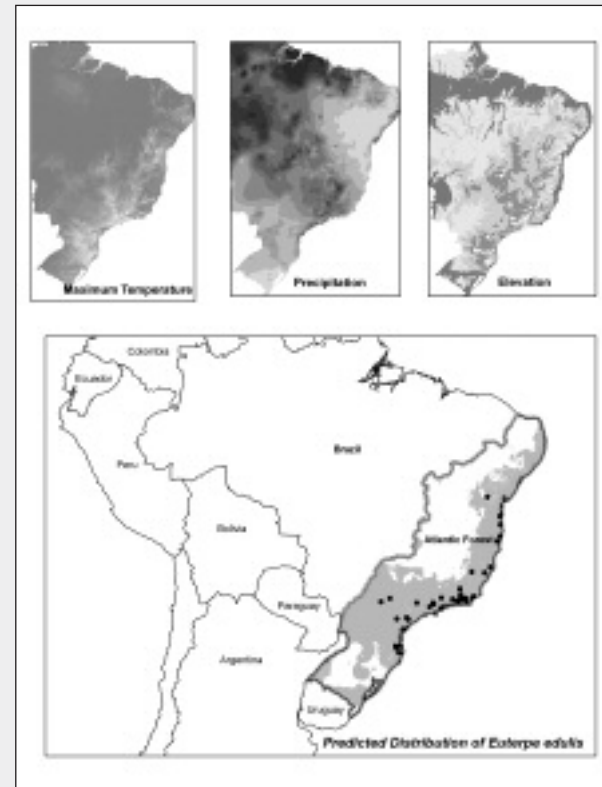 Maximum Temperature
Precipitation
Elevation
Colombia
Ecuador
Peru
Brazil
Bolivia
Atlantic Forest
Paraguay
Argentina
Uruguay
Predicted Distribution of Euterpe edulis